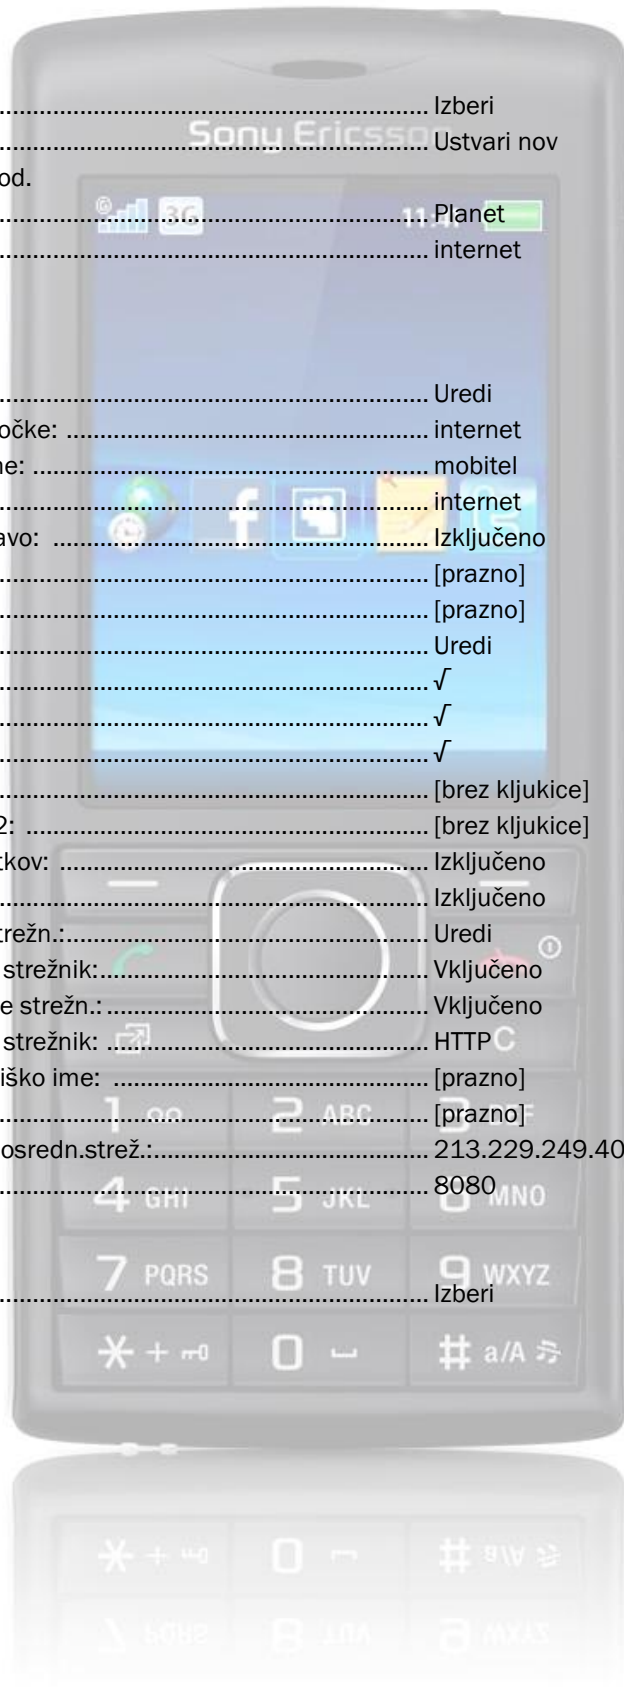 ................ Izberi
Sony Ericsson
................ Ustvari nov
od.
3G 11:4
................ Planet
................ internet
................ Uredi
očke: ................ internet
ne: ................ mobitel
................ internet
avo: ................ Izključeno
................ [prazno]
................ [prazno]
................ Uredi
................ √
................ √
................ √
................ [brez kljukice]
2: ................ [brez kljukice]
tkov: ................ Izključeno
................ Izključeno
trežn.:................ Uredi
strežnik:................ Vključeno
e strežn.:................ Vključeno
strežnik: ................ HTTP
C
iško ime: ................ [prazno]
1 2 ABC 3 DEF
................ [prazno]
osredn.strež.:................ 213.229.249.40
................ 8080
4 GHI 5 JKL 6 MNO
7 PQRS 8 TUV 9 WXYZ
................ Izberi
* + 0 # a/A